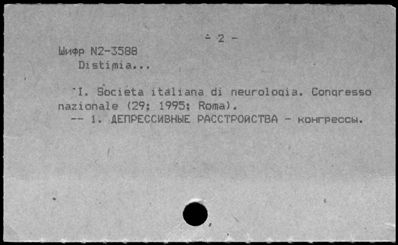 - 2 -
Шифр N2-3588
Distimia...
I. Societa italiana di neurologia. Congresso
nazionale (29; 1995; Roma).
-- 1. ДЕПРЕССИВНЫЕ РАССТРОЙСТВА - конгрессы.